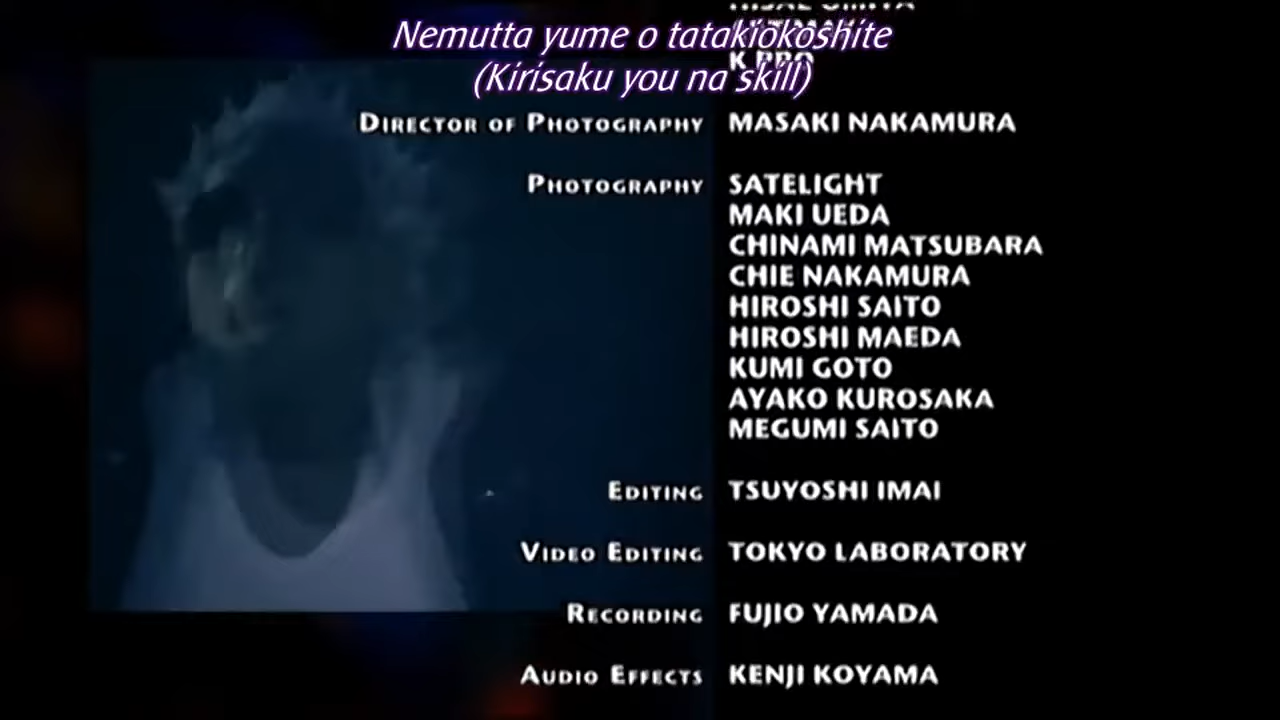 Nemutta yume o tatakiokoshite
(Kirisaku you na skill)
K PRO
Director of Photography MASAKI NAKAMURA
Photography SATELIGHT
MAKI UEDA
CHINAMI MATSUBARA
CHIE NAKAMURA
HIROSHI SAITO
HIROSHI MAEDA
KUMI GOTO
AYAKO KUROSAKA
MEGUMI SAITO
Editing TSUYOSHI IMAI
Video Editing TOKYO LABORATORY
Recording FUJIO YAMADA
Audio Effects KENJI KOYAMA